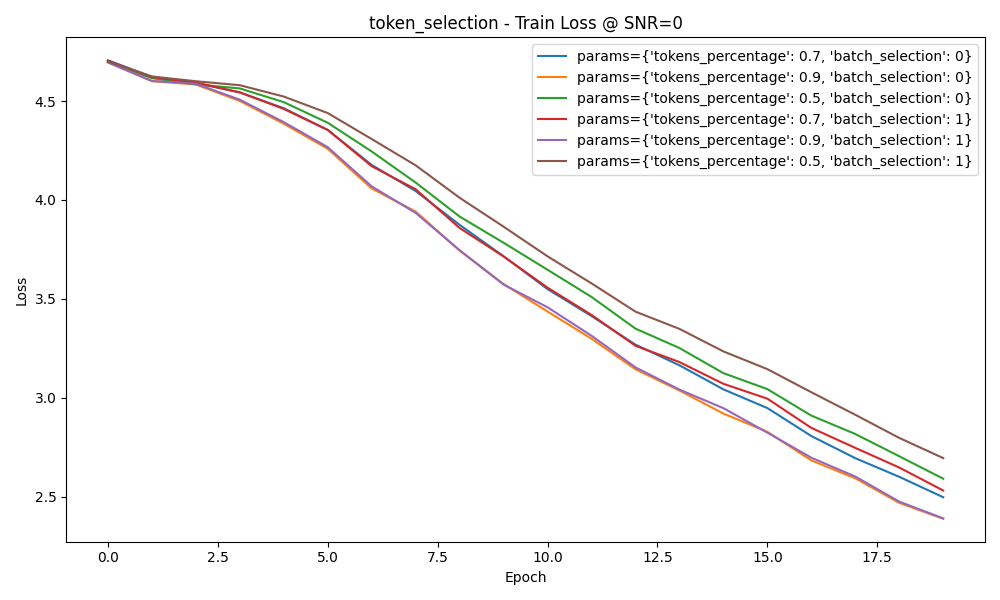 token_selection - Train Loss @ SNR=0
params={'tokens_percentage': 0.7, 'batch_selection': 0}
params={'tokens_percentage': 0.9, 'batch_selection': 0}
params={'tokens_percentage': 0.5, 'batch_selection': 0}
params={'tokens_percentage': 0.7, 'batch_selection': 1}
params={'tokens_percentage': 0.9, 'batch_selection': 1}
params={'tokens_percentage': 0.5, 'batch_selection': 1}
4.5
4.0
3.5
3.0
2.5
Loss
0.0 2.5 5.0 7.5 10.0 12.5 15.0 17.5
Epoch